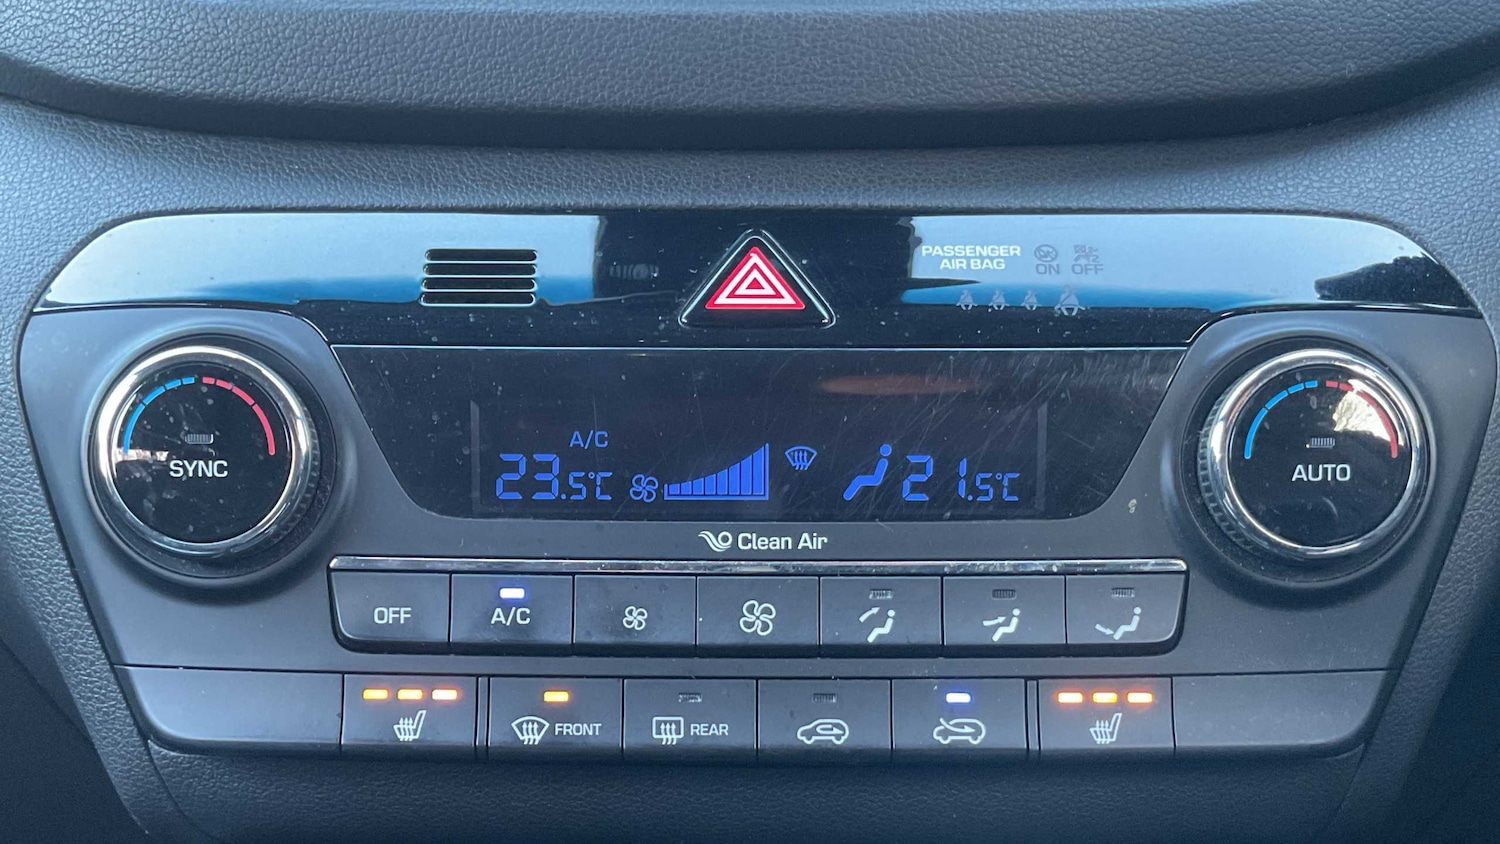 PASSENGER
AIR BAG
ON OFF
SYNC
A/C
23.5°C
21.5°C
AUTO
Clean Air
OFF
A/C
FRONT
REAR